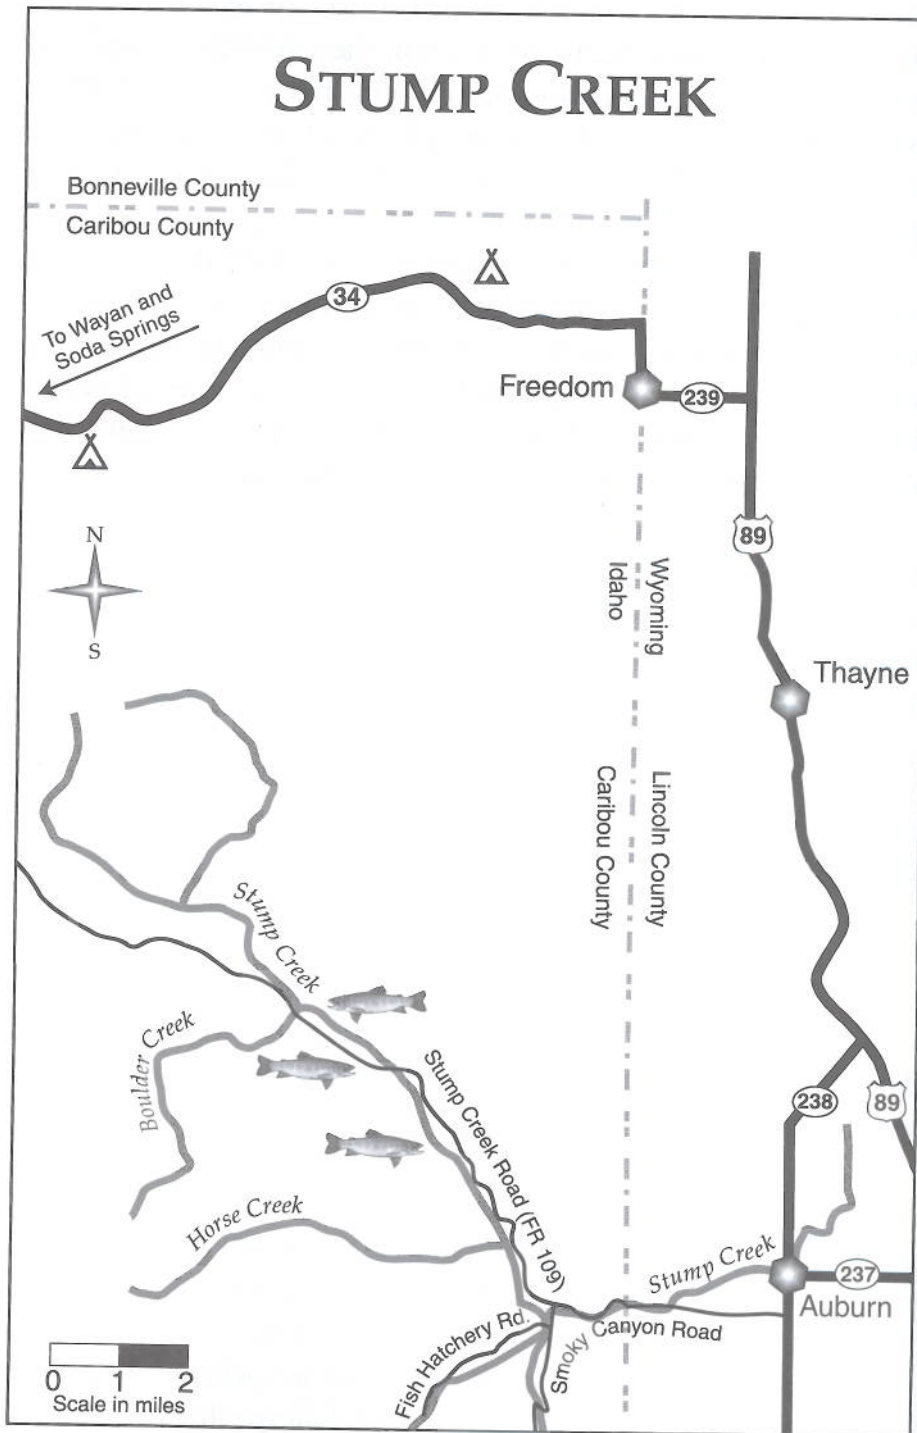 STUMP CREEK
Bonneville County
Caribou County
34
To Wayan and
Soda Springs
Freedom
239
89
N
S
Wyoming
Idaho
Thayne
Lincoln County
Caribou County
Stump Creek
Boulder Creek
Stump Creek Road (FR 109)
238
89
Horse Creek
Stump Creek
237
Auburn
Fish Hatchery Rd.
Smoky Canyon Road
0 1 2
Scale in miles